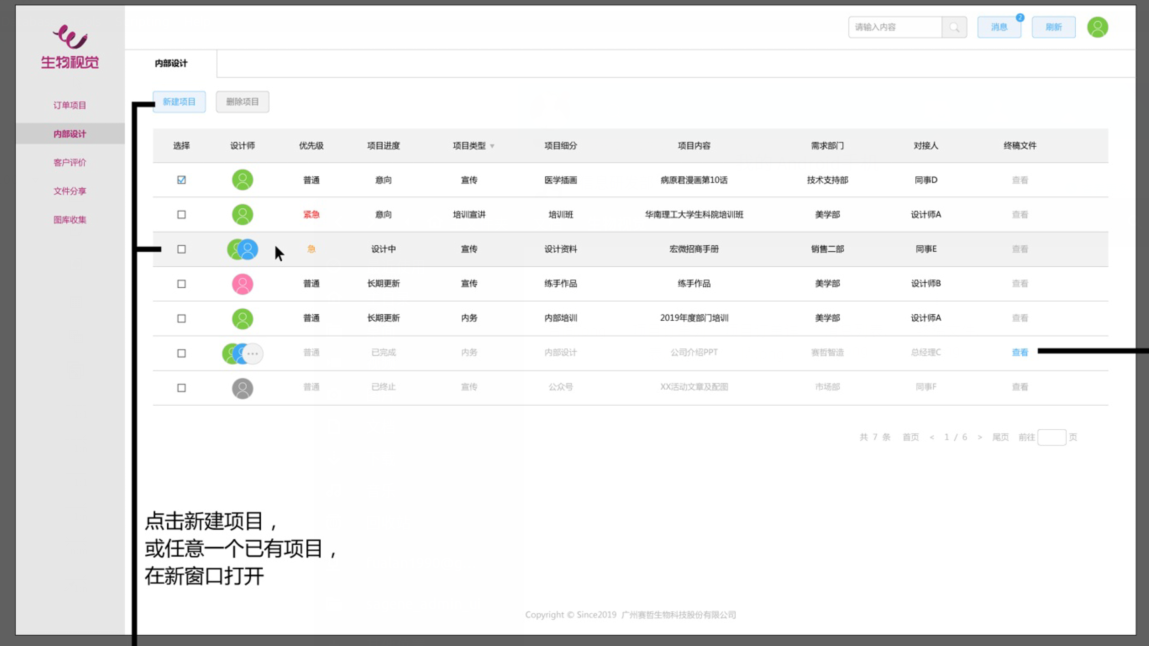 请输入内容 消息 2 刷新
生物视觉
内部设计
订单项目
内部设计
客户评价
文件分享
图库收集
新建项目 删除项目
选择 设计师 优先级 项目进度 项目类型 项目细分 项目内容 需求部门 对接人 终稿文件
普通 意向 宣传 医学插画 病原君漫画第10话 技术支持部 同事D 查看
紧急 意向 培训宣讲 培训班 华南理工大学生科院培训班 美学部 设计师A 查看
急 设计中 宣传 设计资料 宏微招商手册 销售二部 同事E 查看
普通 长期更新 宣传 练手作品 练手作品 美学部 设计师B 查看
普通 长期更新 内务 内部培训 2019年度部门培训 美学部 设计师A 查看
普通 已完成 内务 内部设计 公司介绍PPT 赛哲智造 总经理C 查看
普通 已终止 宣传 公众号 XX活动文章及配图 市场部 同事F 查看
共 7 条 首页 < 1 / 6 > 尾页 前往 页
点击新建项目，
或任意一个已有项目，
在新窗口打开
Copyright © Since2019 广州赛哲生物科技股份有限公司